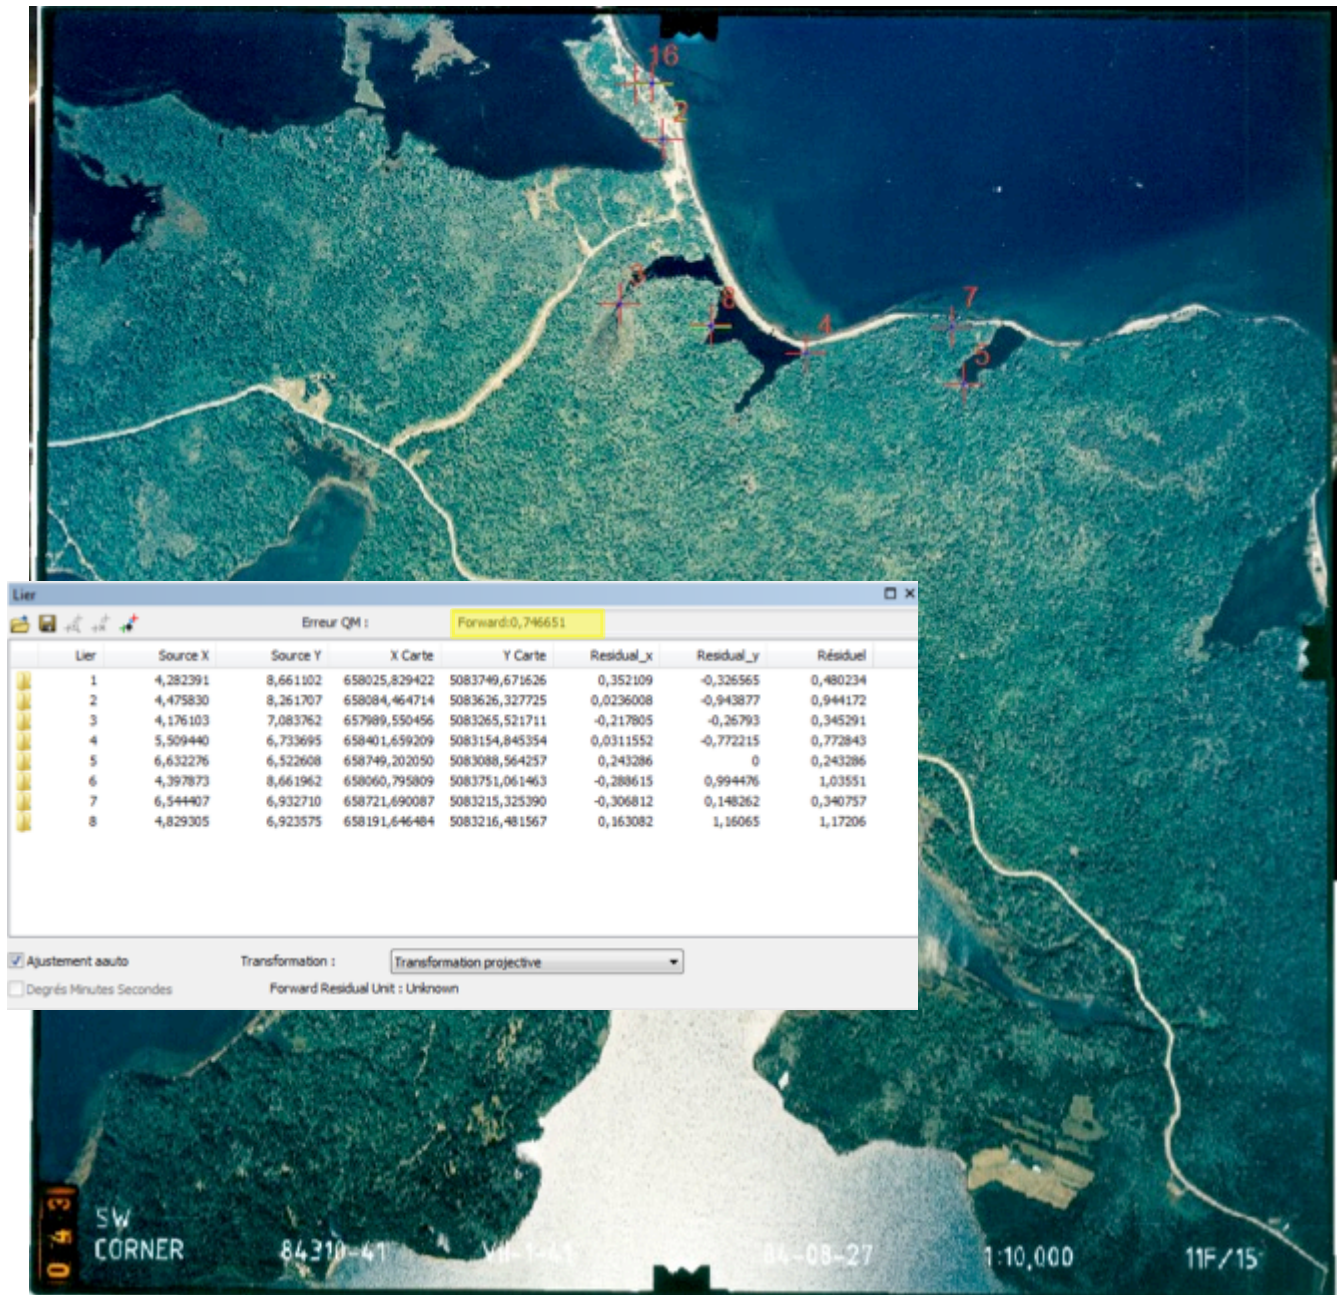 16
2
3
8
4
7
5
Lier
Erreur QM : Forward:0,746651
Lier Source X Source Y X Carte Y Carte Residual_x Residual_y Résiduel
1 4,282391 8,661102 658025,829422 5083749,671626 0,352109 -0,326565 0,480234
2 4,475830 8,261707 658084,464714 5083626,327725 0,0236008 -0,943877 0,944172
3 4,176103 7,083762 657989,550456 5083265,521711 -0,217805 -0,26793 0,345291
4 5,509440 6,733695 658401,659209 5083154,845354 0,0311552 -0,772215 0,772843
5 6,632276 6,522608 658749,202050 5083088,564257 0,243286 0 0,243286
6 4,397873 8,661962 658060,795809 5083751,061463 -0,288615 0,994476 1,03551
7 6,544407 6,932710 658721,690087 5083215,325390 -0,306812 0,148262 0,340757
8 4,829305 6,923575 658191,646484 5083216,481567 0,163082 1,16065 1,17206
Ajustement aauto Transformation : Transformation projective
Degrés Minutes Secondes Forward Residual Unit : Unknown
SW
CORNER 84310-41 84-08-27 1:10,000 11F/15